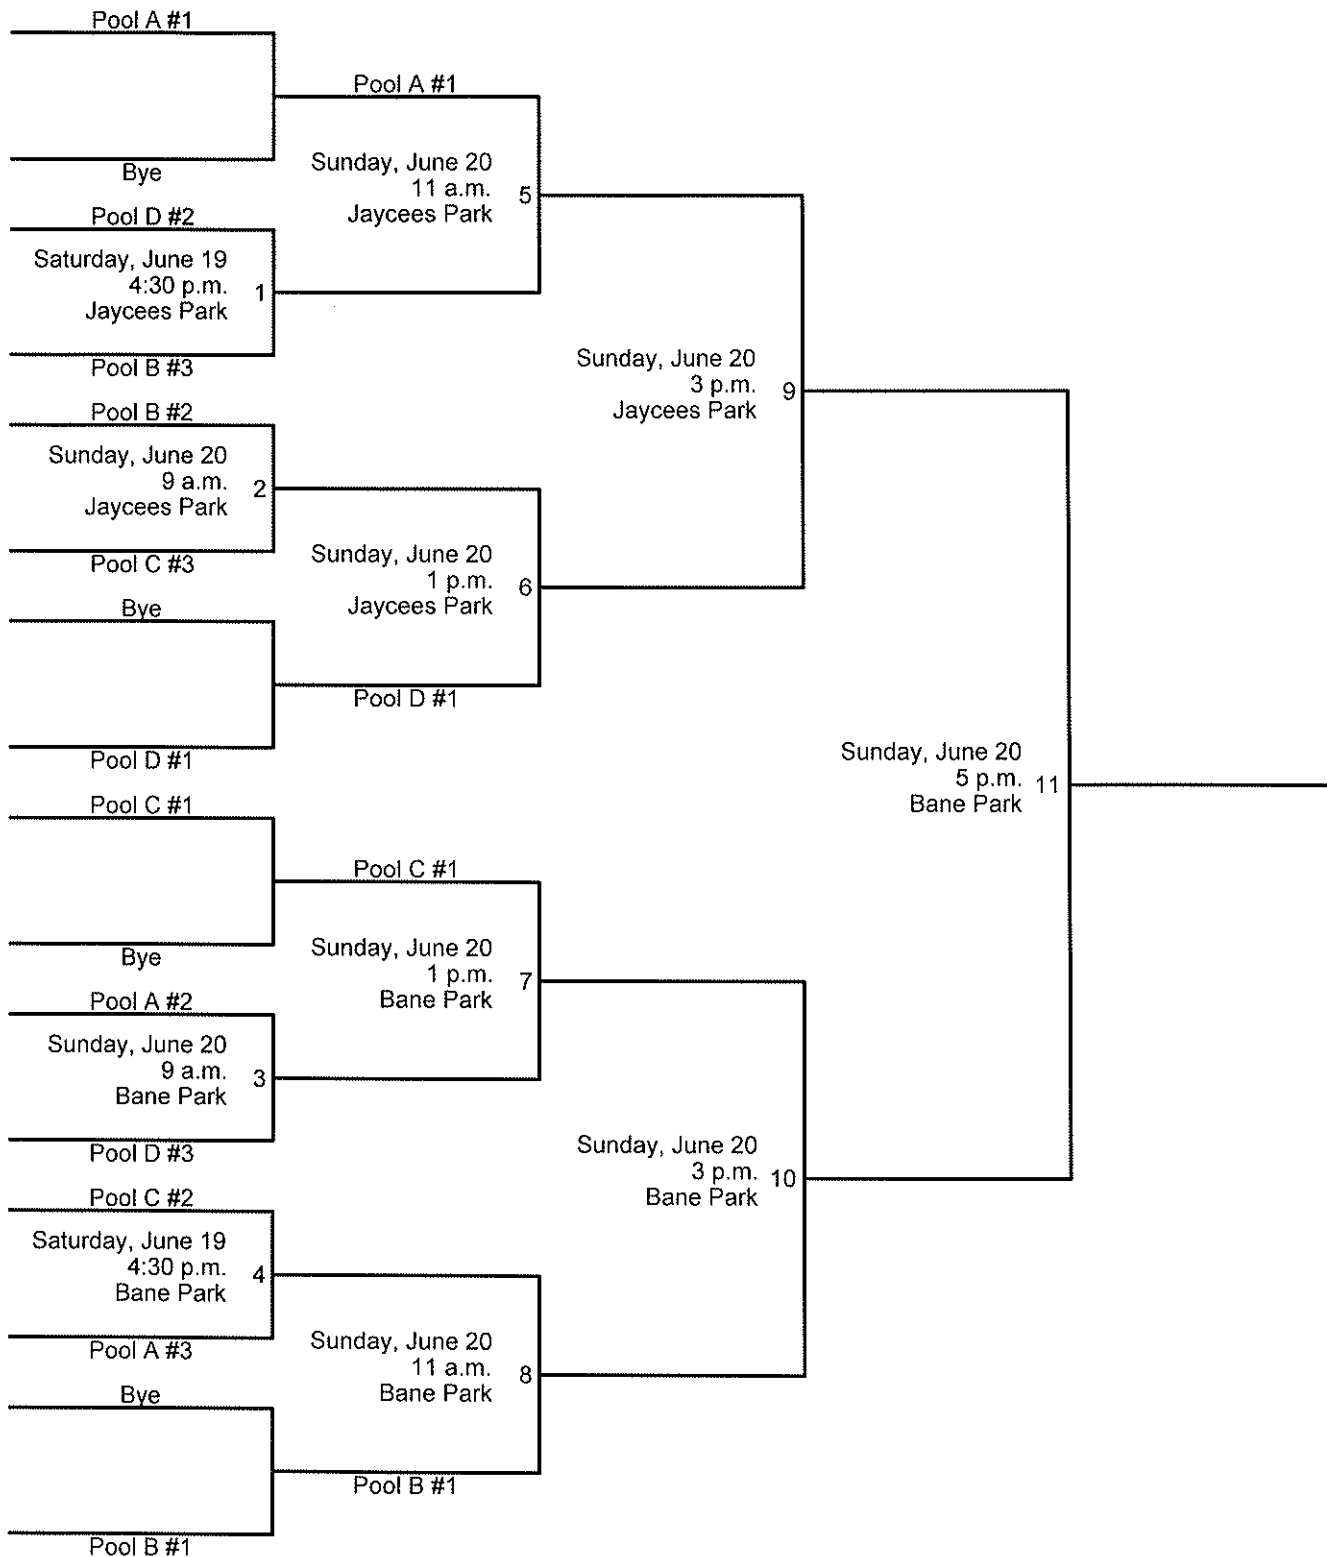 Pool A #1
Bye
Pool D #2
Saturday, June 19
4:30 p.m.
Jaycees Park
1
Pool B #3
Pool B #2
Sunday, June 20
9 a.m.
Jaycees Park
2
Pool C #3
Bye
Pool D #1
Pool C #1
Bye
Pool A #2
Sunday, June 20
9 a.m.
Bane Park
3
Pool D #3
Pool C #2
Saturday, June 19
4:30 p.m.
Bane Park
4
Pool A #3
Bye
Pool B #1
Pool A #1
Sunday, June 20
11 a.m.
Jaycees Park
5
Sunday, June 20
1 p.m.
Jaycees Park
6
Pool D #1
Pool C #1
Sunday, June 20
1 p.m.
Bane Park
7
Sunday, June 20
11 a.m.
Bane Park
8
Pool B #1
Sunday, June 20
3 p.m.
Jaycees Park
9
Sunday, June 20
3 p.m.
Bane Park
10
Sunday, June 20
5 p.m.
Bane Park
11